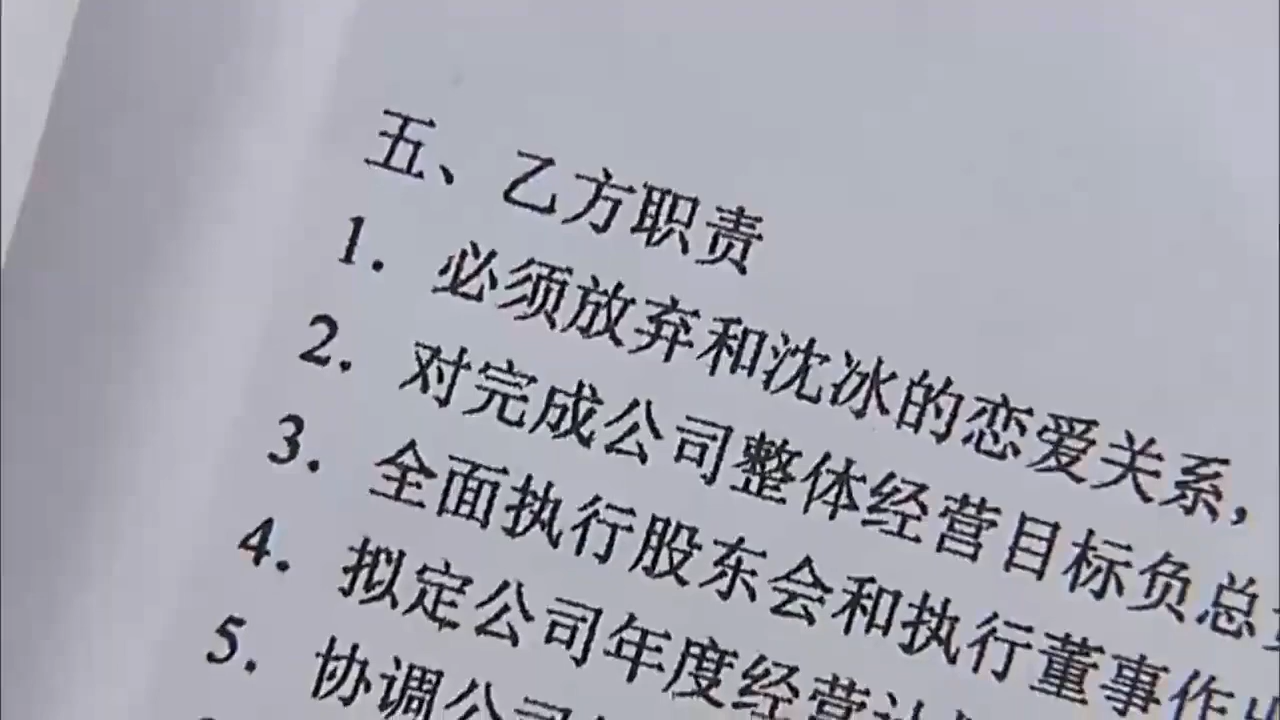 五、乙方职责
1. 必须放弃和沈冰的恋爱关系,
2. 对完成公司整体经营目标负总
3. 全面执行股东会和执行董事作
4. 拟定公司年度经营计
5. 协调公司